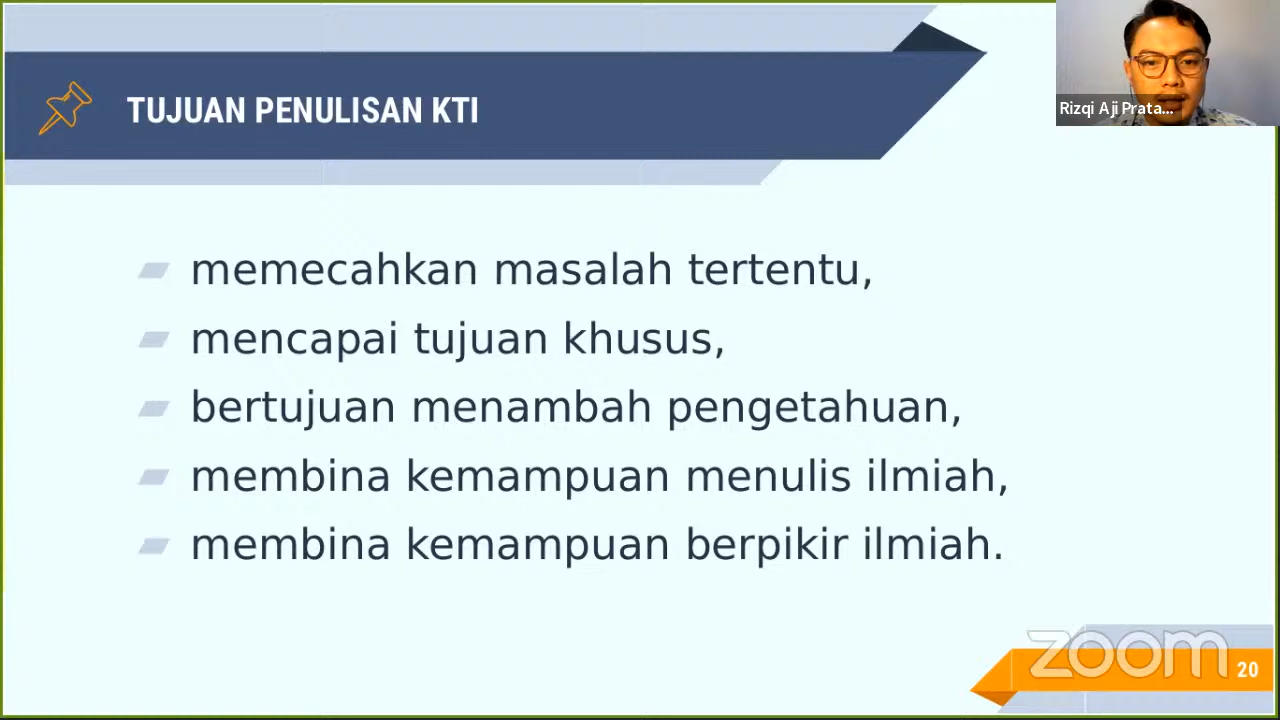 TUJUAN PENULISAN KTI
Rizqi Aji Prata...
memecahkan masalah tertentu,
mencapai tujuan khusus,
bertujuan menambah pengetahuan,
membina kemampuan menulis ilmiah,
membina kemampuan berpikir ilmiah.
zoom
20